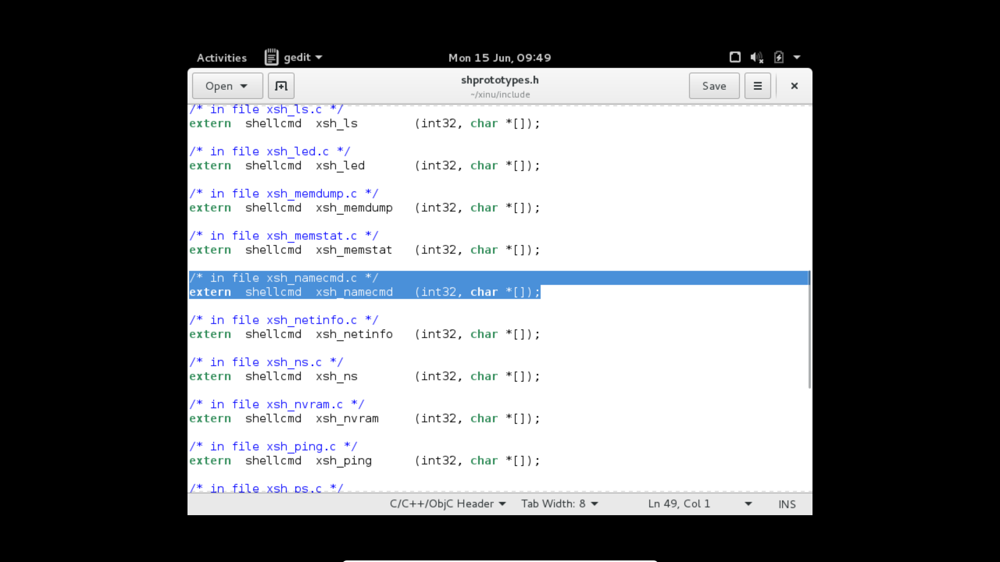 Activities gedit Mon 15 Jun, 09:49
Open shprototypes.h Save
~/xinu/include
/* in file xsh_ls.c */
extern shellcmd xsh_ls (int32, char *[]);
/* in file xsh_led.c */
extern shellcmd xsh_led (int32, char *[]);
/* in file xsh_memdump.c */
extern shellcmd xsh_memdump (int32, char *[]);
/* in file xsh_memstat.c */
extern shellcmd xsh_memstat (int32, char *[]);
/* in file xsh_namecmd.c */
extern shellcmd xsh_namecmd (int32, char *[]);
/* in file xsh_netinfo.c */
extern shellcmd xsh_netinfo (int32, char *[]);
/* in file xsh_ns.c */
extern shellcmd xsh_ns (int32, char *[]);
/* in file xsh_nvram.c */
extern shellcmd xsh_nvram (int32, char *[]);
/* in file xsh_ping.c */
extern shellcmd xsh_ping (int32, char *[]);
/* in file xsh_ps.c */
C/C++/ObjC Header Tab Width: 8 Ln 49, Col 1 INS